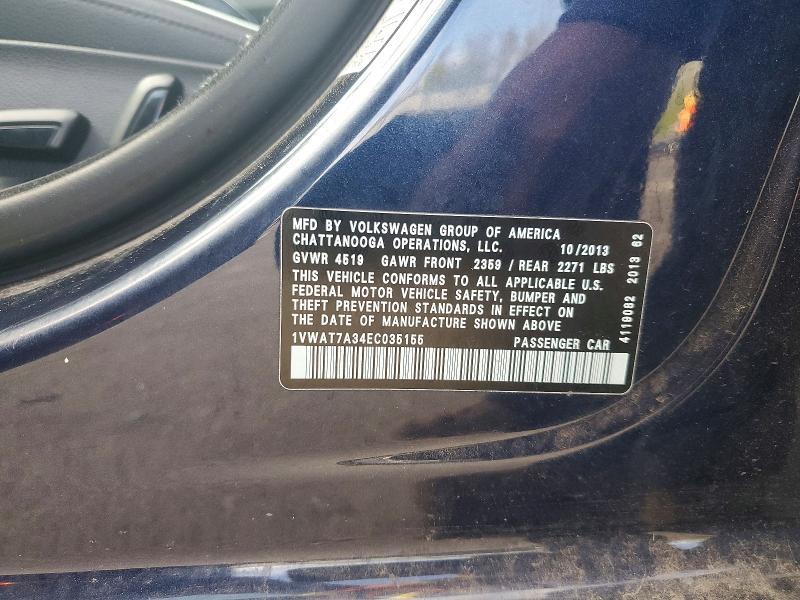 MFD BY VOLKSWAGEN GROUP OF AMERICA
CHATTANOOGA OPERATIONS, LLC. 10/2013
GVWR 4519 GAWR FRONT 2359 / REAR 2271 LBS
THIS VEHICLE CONFORMS TO ALL APPLICABLE U.S.
FEDERAL MOTOR VEHICLE SAFETY, BUMPER AND
THEFT PREVENTION STANDARDS IN EFFECT ON
THE DATE OF MANUFACTURE SHOWN ABOVE
1VWAT7A34EC035155 PASSENGER CAR
4119082 2013 62